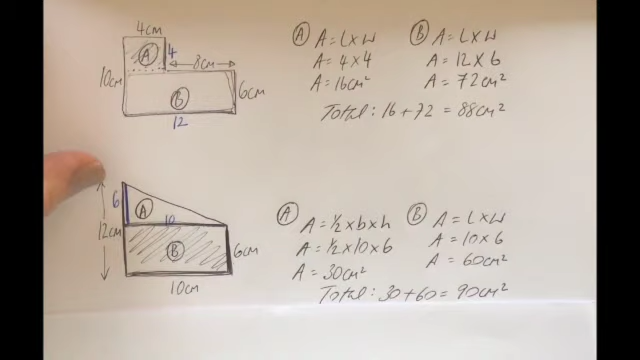 4cm
A
4
8cm
10cm
B
6cm
12
A A = L x W B A = L x W
A = 4 x 4 A = 12 x 6
A = 16cm² A = 72cm²
Total: 16 + 72 = 88cm²
6
A
10
12cm
B
6cm
10cm
A A = ½ x b x h B A = L x W
A = ½ x 10 x 6 A = 10 x 6
A = 30cm² A = 60cm²
Total: 30 + 60 = 90cm²